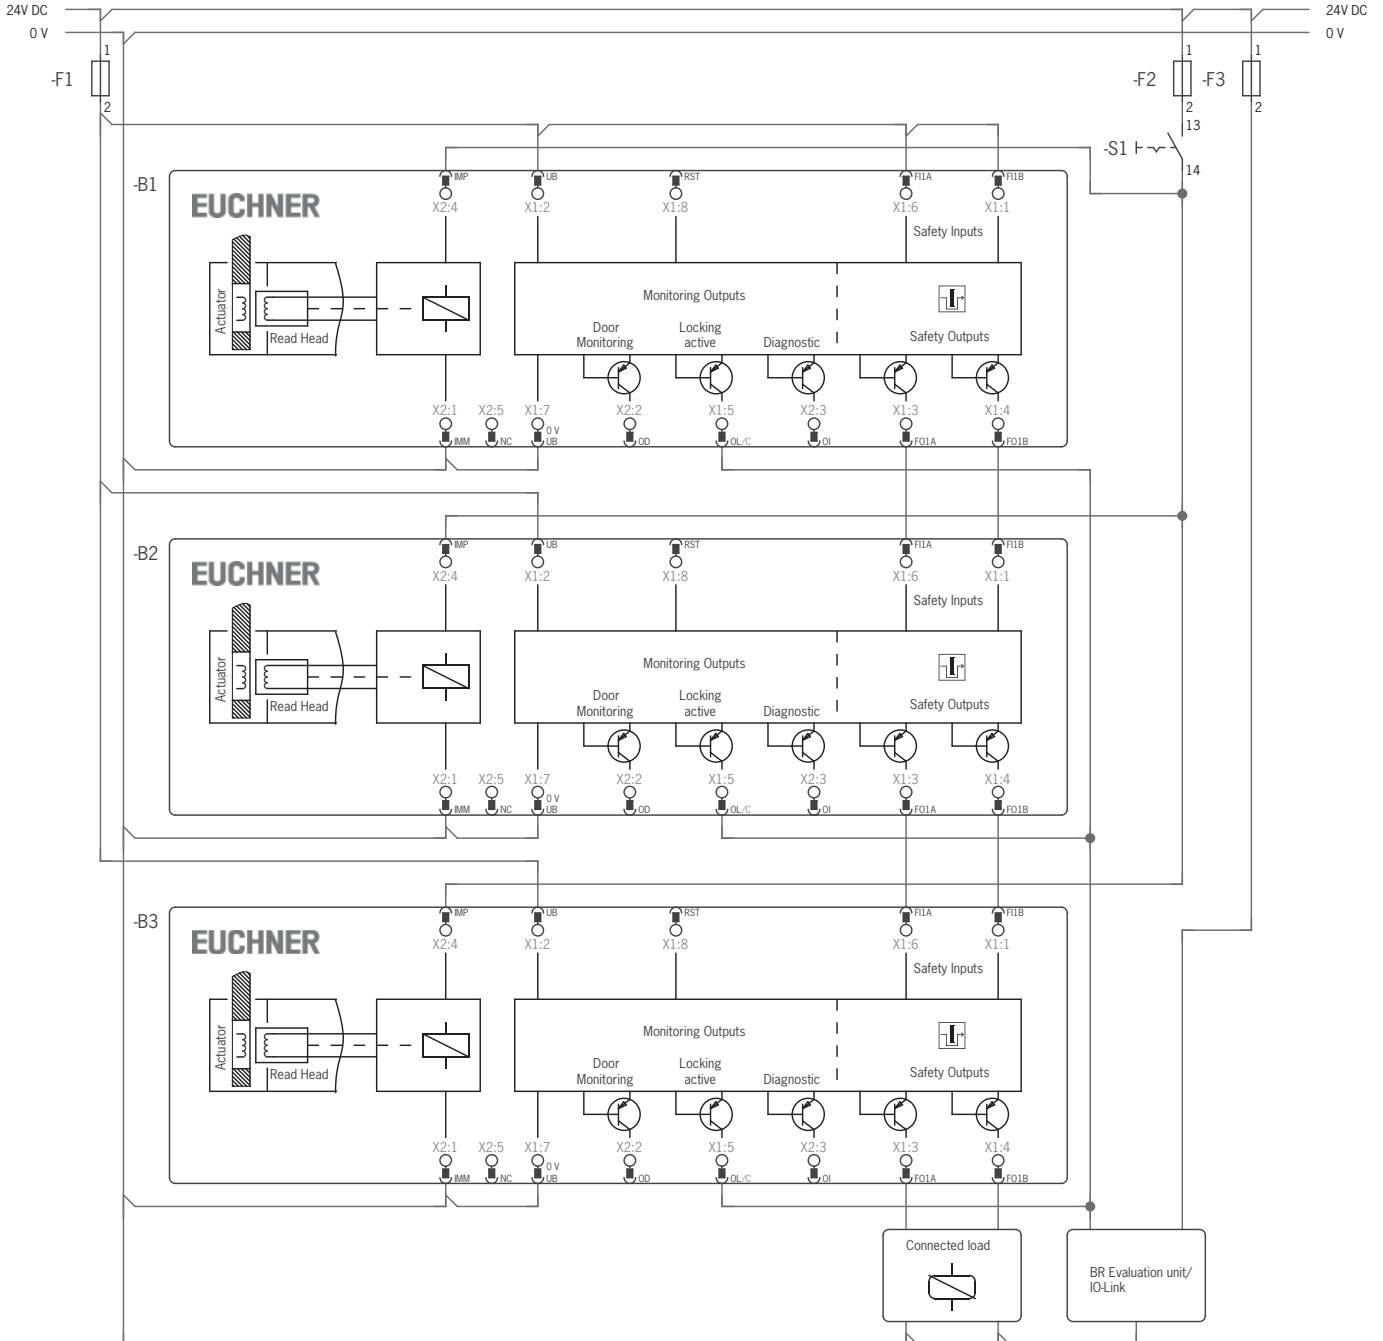 24V DC
24V DC
0 V
0 V
1
1
1
-F1
-F2
-F3
2
2
2
13
-S1
14
-B1
IMP
UB
RST
FI1A
FI1B
EUCHNER
X2:4
X1:2
X1:8
X1:6
X1:1
Safety Inputs
Actuator
Read Head
Monitoring Outputs
Door
Monitoring
Locking
active
Diagnostic
Safety Outputs
X2:1
X2:5
X1:7
X2:2
X1:5
X2:3
X1:3
X1:4
IMM
NC
0 V
UB
OD
OL/C
OI
FO1A
FO1B
-B2
IMP
UB
RST
FI1A
FI1B
EUCHNER
X2:4
X1:2
X1:8
X1:6
X1:1
Safety Inputs
Actuator
Read Head
Monitoring Outputs
Door
Monitoring
Locking
active
Diagnostic
Safety Outputs
X2:1
X2:5
X1:7
X2:2
X1:5
X2:3
X1:3
X1:4
IMM
NC
0 V
UB
OD
OL/C
OI
FO1A
FO1B
-B3
IMP
UB
RST
FI1A
FI1B
EUCHNER
X2:4
X1:2
X1:8
X1:6
X1:1
Safety Inputs
Actuator
Read Head
Monitoring Outputs
Door
Monitoring
Locking
active
Diagnostic
Safety Outputs
X2:1
X2:5
X1:7
X2:2
X1:5
X2:3
X1:3
X1:4
IMM
NC
0 V
UB
OD
OL/C
OI
FO1A
FO1B
Connected load
BR Evaluation unit/
IO-Link